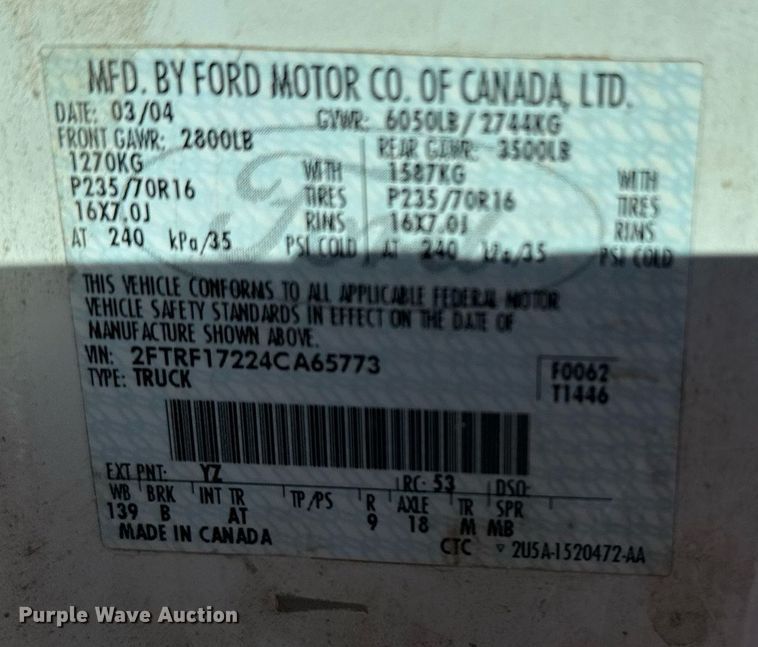 MFD. BY FORD MOTOR CO. OF CANADA, LTD.
DATE: 03/04 GVWR: 6050LB / 2744KG
FRONT GAWR: 2800LB REAR GAWR: 3500LB
1270KG WITH 1587KG WITH
P235/70R16 TIRES P235/70R16 TIRES
16X7.0J RIMS 16X7.0J RIMS
AT 240 kPa/35 PSI COLD AT 240 kPa/35 PSI COLD
Ford
THIS VEHICLE CONFORMS TO ALL APPLICABLE FEDERAL MOTOR
VEHICLE SAFETY STANDARDS IN EFFECT ON THE DATE OF
MANUFACTURE SHOWN ABOVE.
VIN: 2FTRF17224CA65773 F0062
TYPE: TRUCK T1446
EXT PNT: YZ RC: 53 DSO:
WB BRK INT TR TP/PS R AXLE TR SPR
139 B AT 9 18 M MB
MADE IN CANADA CTC ▽ 2U5A-1520472-AA
Purple Wave Auction